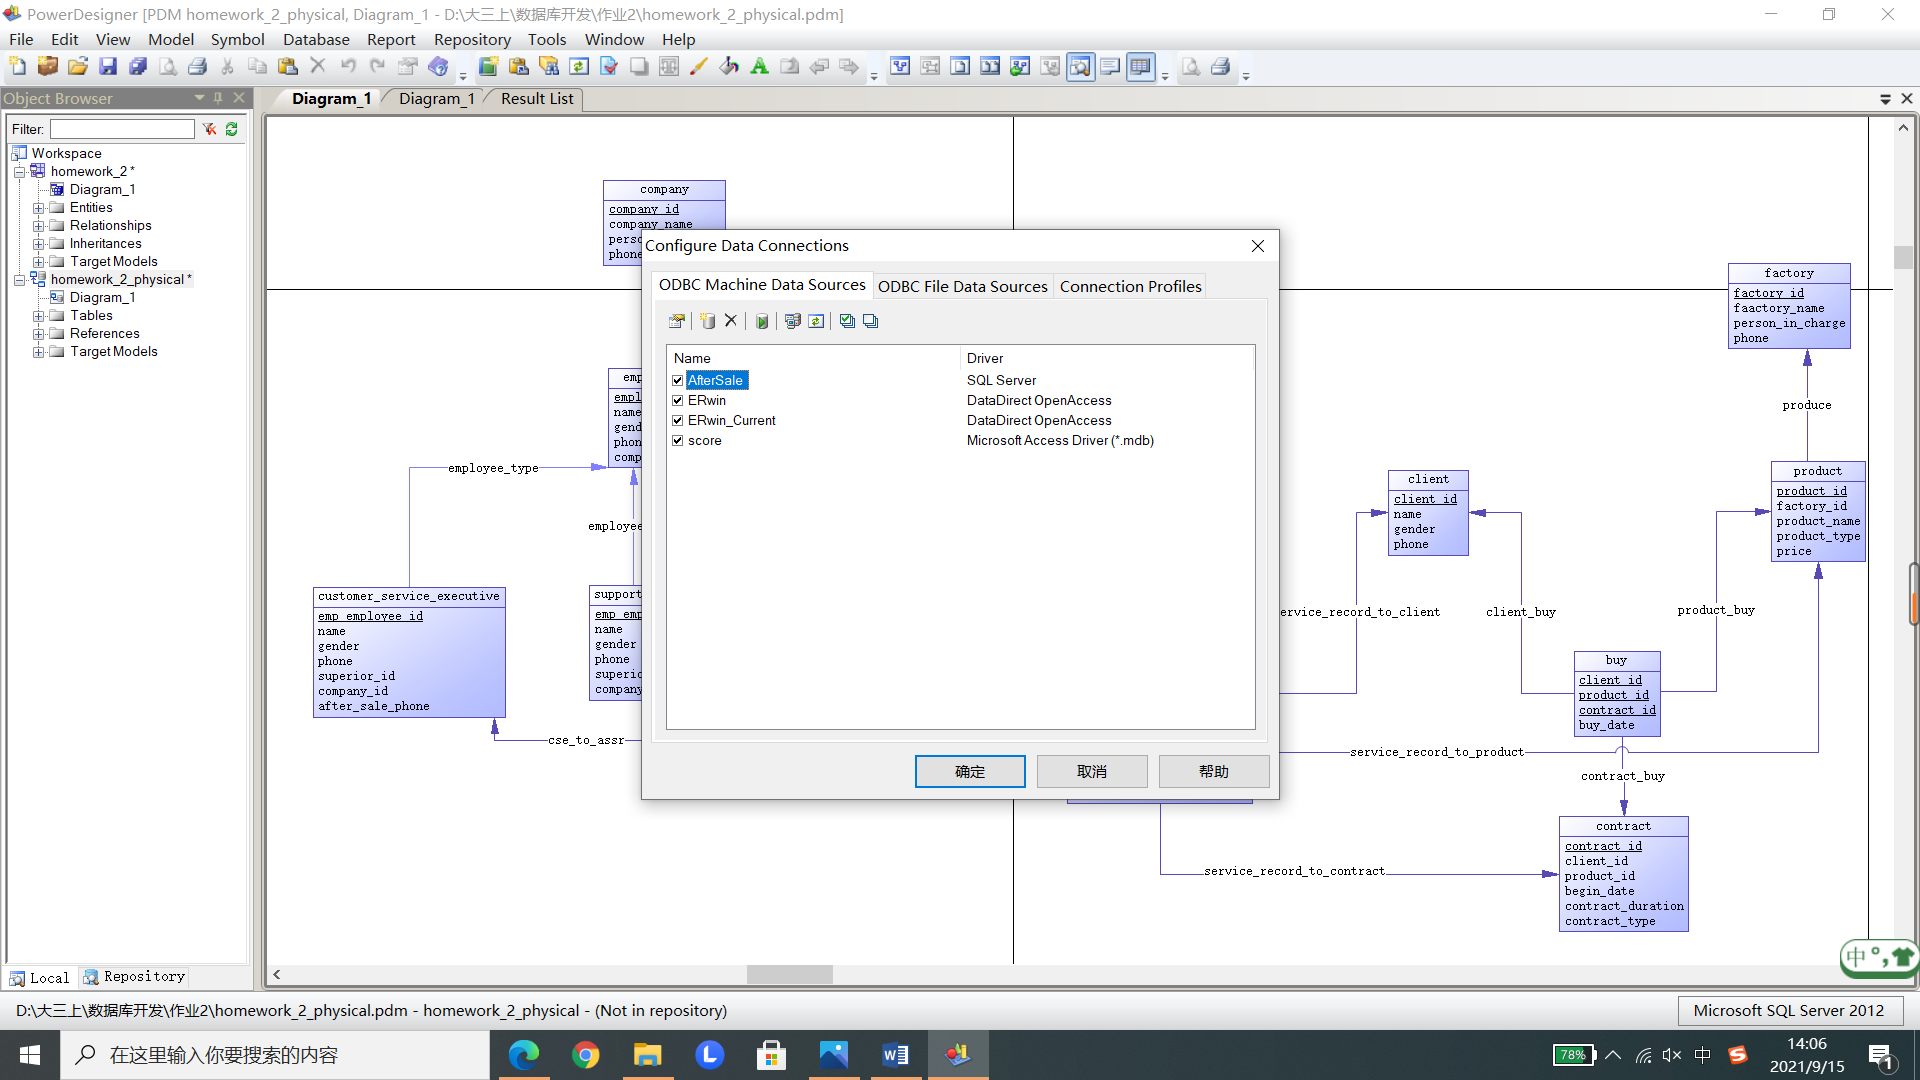 PowerDesigner [PDM homework_2_physical, Diagram_1 - D:\大三上\数据库开发\作业2\homework_2_physical.pdm]
File Edit View Model Symbol Database Report Repository Tools Window Help
Object Browser
Diagram_1 Diagram_1 Result List
Filter:
Workspace
homework_2 *
Diagram_1
Entities
Relationships
Inheritances
Target Models
homework_2_physical *
Diagram_1
Tables
References
Target Models
Local Repository
company
company_id
company_name
perso
phone
emp
empl
name
gend
phon
comp
employee_type
employee
customer_service_executive
emp_employee_id
name
gender
phone
superior_id
company_id
after_sale_phone
support
emp_emp
name
gender
phone
superio
company
cse_to_assr
Configure Data Connections
ODBC Machine Data Sources ODBC File Data Sources Connection Profiles
Name Driver
AfterSale SQL Server
ERwin DataDirect OpenAccess
ERwin_Current DataDirect OpenAccess
score Microsoft Access Driver (*.mdb)
确定 取消 帮助
factory
factory_id
faactory_name
person_in_charge
phone
produce
product
product_id
factory_id
product_name
product_type
price
client
client_id
name
gender
phone
ervice_record_to_client
client_buy
product_buy
buy
client_id
product_id
contract_id
buy_date
service_record_to_product
contract_buy
contract
contract_id
client_id
product_id
begin_date
contract_duration
contract_type
service_record_to_contract
中
D:\大三上\数据库开发\作业2\homework_2_physical.pdm - homework_2_physical - (Not in repository)
Microsoft SQL Server 2012
在这里输入你要搜索的内容
78%
中
14:06
2021/9/15
1